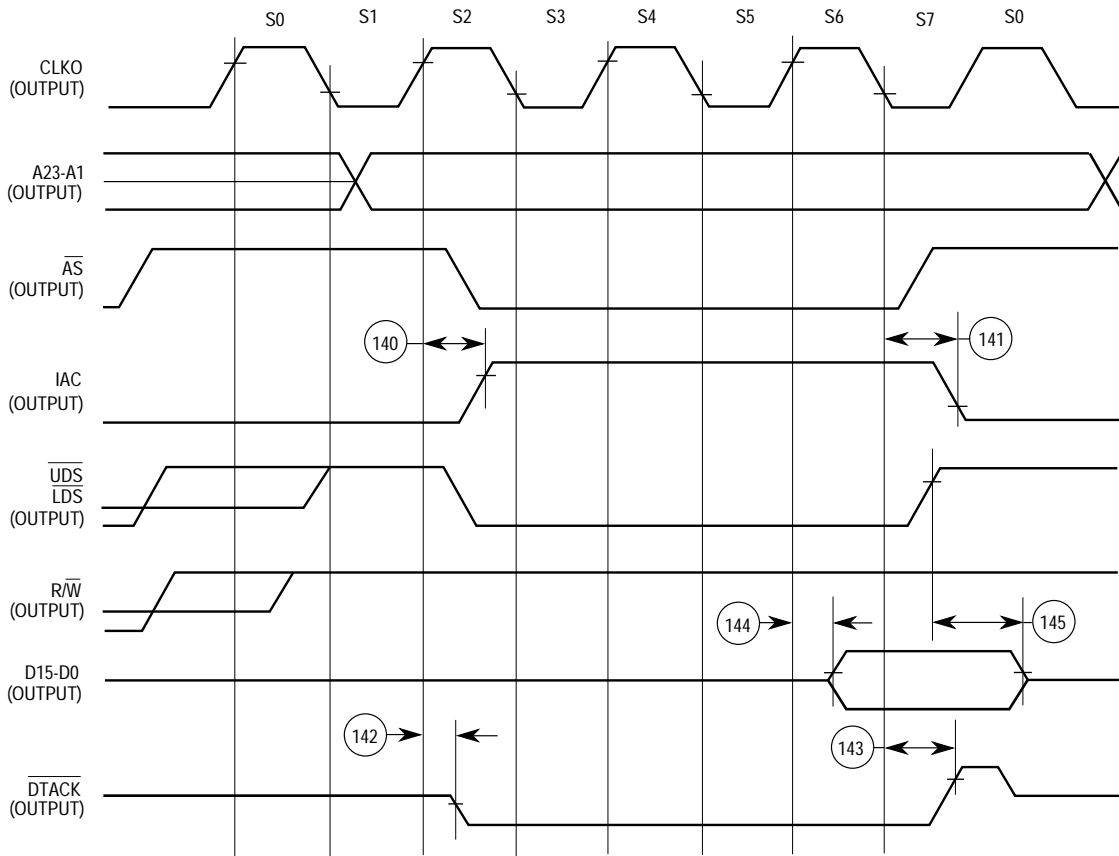 S0 S1 S2 S3 S4 S5 S6 S7 S0
CLKO
(OUTPUT)
A23-A1
(OUTPUT)
AS
(OUTPUT)
140
141
IAC
(OUTPUT)
UDS
LDS
(OUTPUT)
R/W
(OUTPUT)
144
145
D15-D0
(OUTPUT)
142
143
DTACK
(OUTPUT)